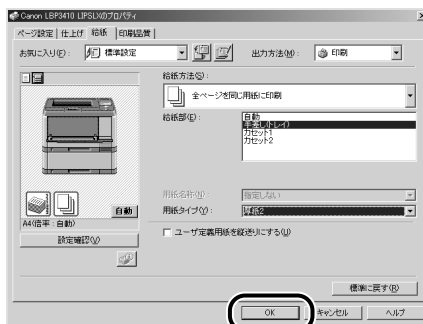 Canon LBP3410 LIPSLXのプロパティ
ページ設定 仕上げ 給紙 印刷品質
お気に入り(F): 標準設定 出力方法(M): 印刷
給紙方法(S):
全ページを同じ用紙に印刷
給紙部(E):
自動
手差し(トレイ)
カセット1
カセット2
用紙名称(N): 指定しない
自動
用紙タイプ(Y): 厚紙2
A4(倍率:自動)
設定確認(V)
ユーザ定義用紙を縦送りにする(U)
標準に戻す(R)
OK キャンセル ヘルプ